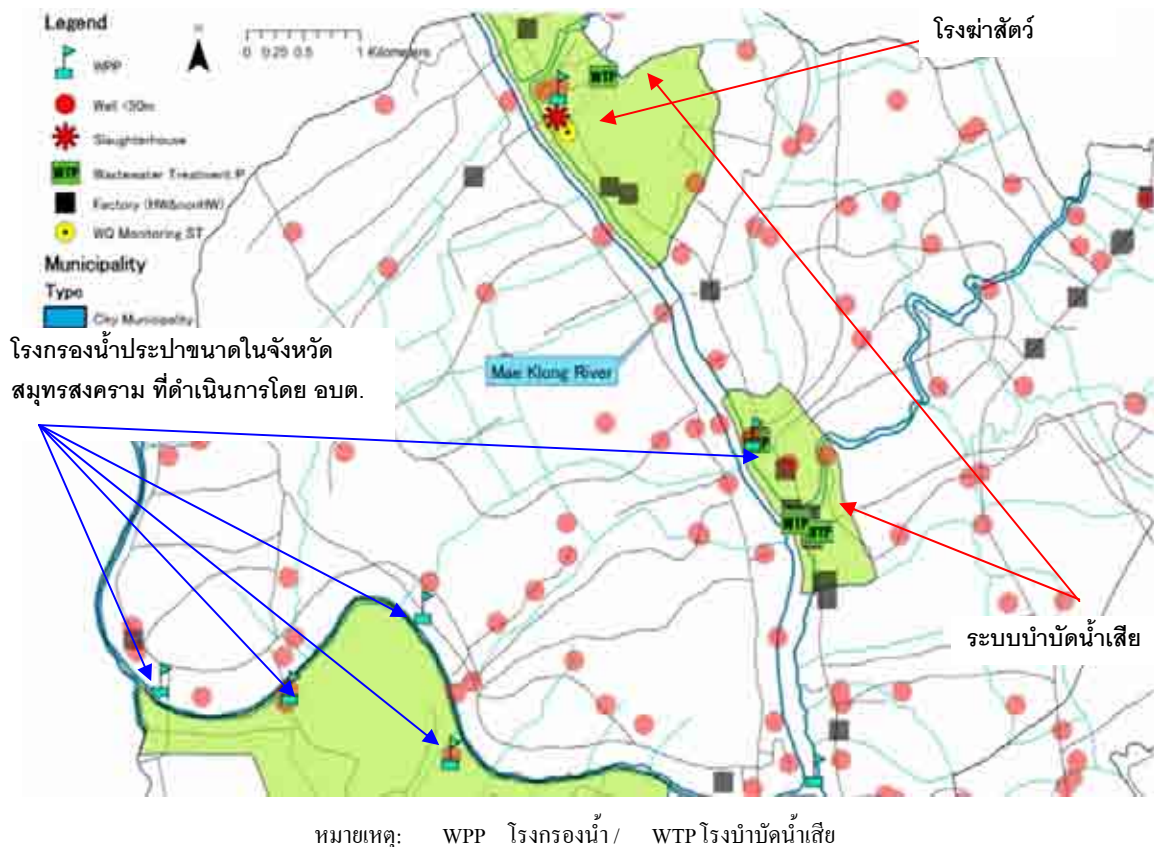 Legend
N
0 0.25 0.5 1 Kilometers
โรงฆ่าสัตว์
WPP
WTP
Well <30m
Slaughterhouse
WTP Wastewater Treatment P
Factory (HW&nonHW)
WQ Monitoring ST
Municipality
Type
City Municipality
โรงกรองน้ำประปาขนาดในจังหวัด
สมุทรสงคราม ที่ดำเนินการโดย อบต.
Mae Klong River
WTP
WTP
ระบบบำบัดน้ำเสีย
หมายเหตุ: WPP โรงกรองน้ำ / WTP โรงบำบัดน้ำเสีย